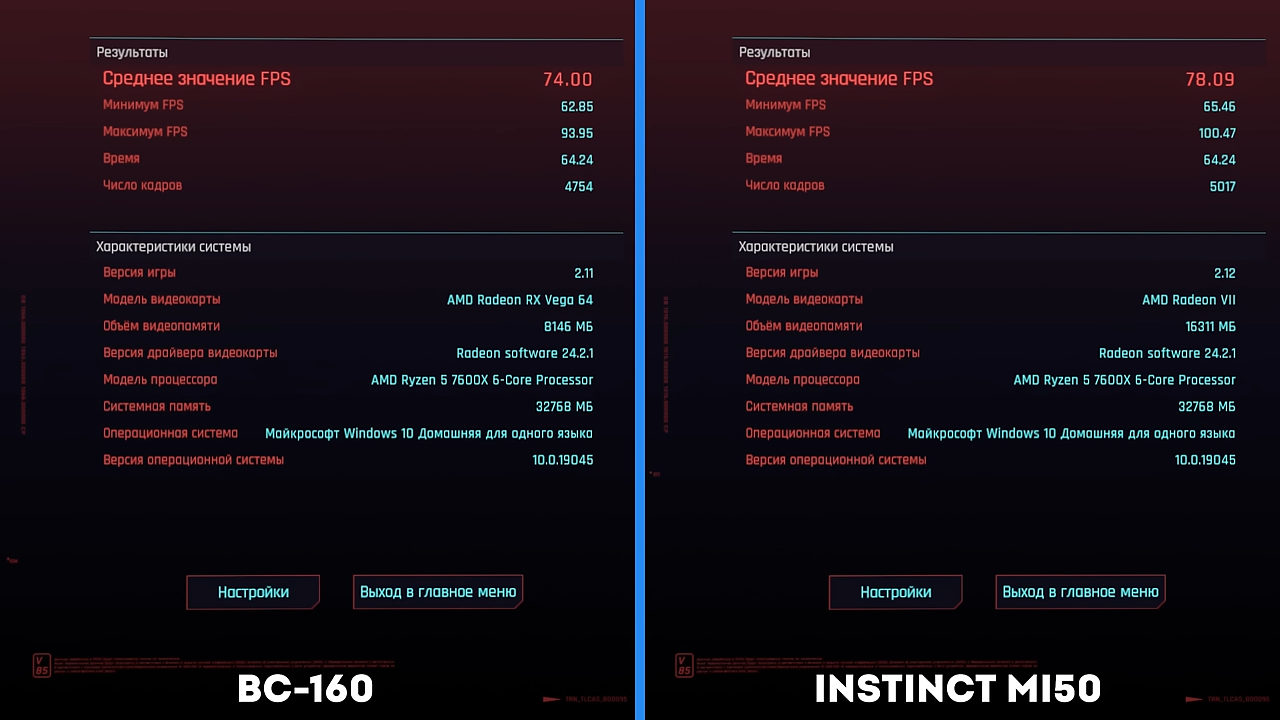 Результаты
Среднее значение FPS 74.00
Минимум FPS 62.85
Максимум FPS 93.95
Время 64.24
Число кадров 4754
Характеристики системы
Версия игры 2.11
Модель видеокарты AMD Radeon RX Vega 64
Объём видеопамяти 8146 МБ
Версия драйвера видеокарты Radeon software 24.2.1
Модель процессора AMD Ryzen 5 7600X 6-Core Processor
Системная память 32768 МБ
Операционная система Майкрософт Windows 10 Домашняя для одного языка
Версия операционной системы 10.0.19045
Настройки Выход в главное меню
V
85
BC-160
Результаты
Среднее значение FPS 78.09
Минимум FPS 65.46
Максимум FPS 100.47
Время 64.24
Число кадров 5017
Характеристики системы
Версия игры 2.12
Модель видеокарты AMD Radeon VII
Объём видеопамяти 16311 МБ
Версия драйвера видеокарты Radeon software 24.2.1
Модель процессора AMD Ryzen 5 7600X 6-Core Processor
Системная память 32768 МБ
Операционная система Майкрософт Windows 10 Домашняя для одного языка
Версия операционной системы 10.0.19045
Настройки Выход в главное меню
V
85
INSTINCT MI50